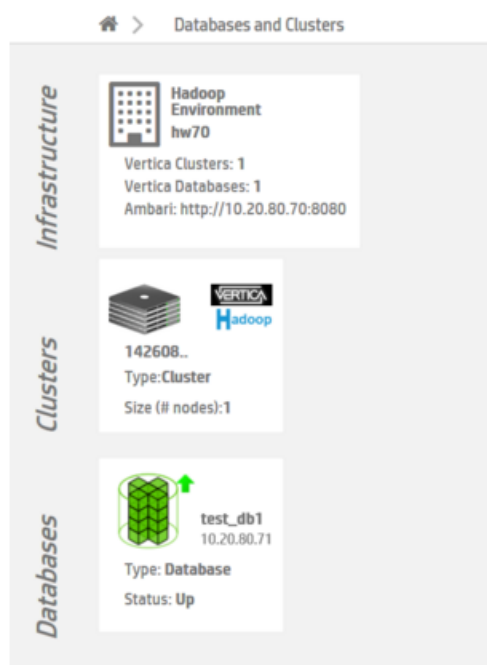 Databases and Clusters
Infrastructure
Hadoop
Environment
hw70
Vertica Clusters: 1
Vertica Databases: 1
Ambari: http://10.20.80.70:8080
Clusters
VERTICA
Hadoop
142608..
Type:Cluster
Size (# nodes):1
Databases
test_db1
10.20.80.71
Type: Database
Status: Up